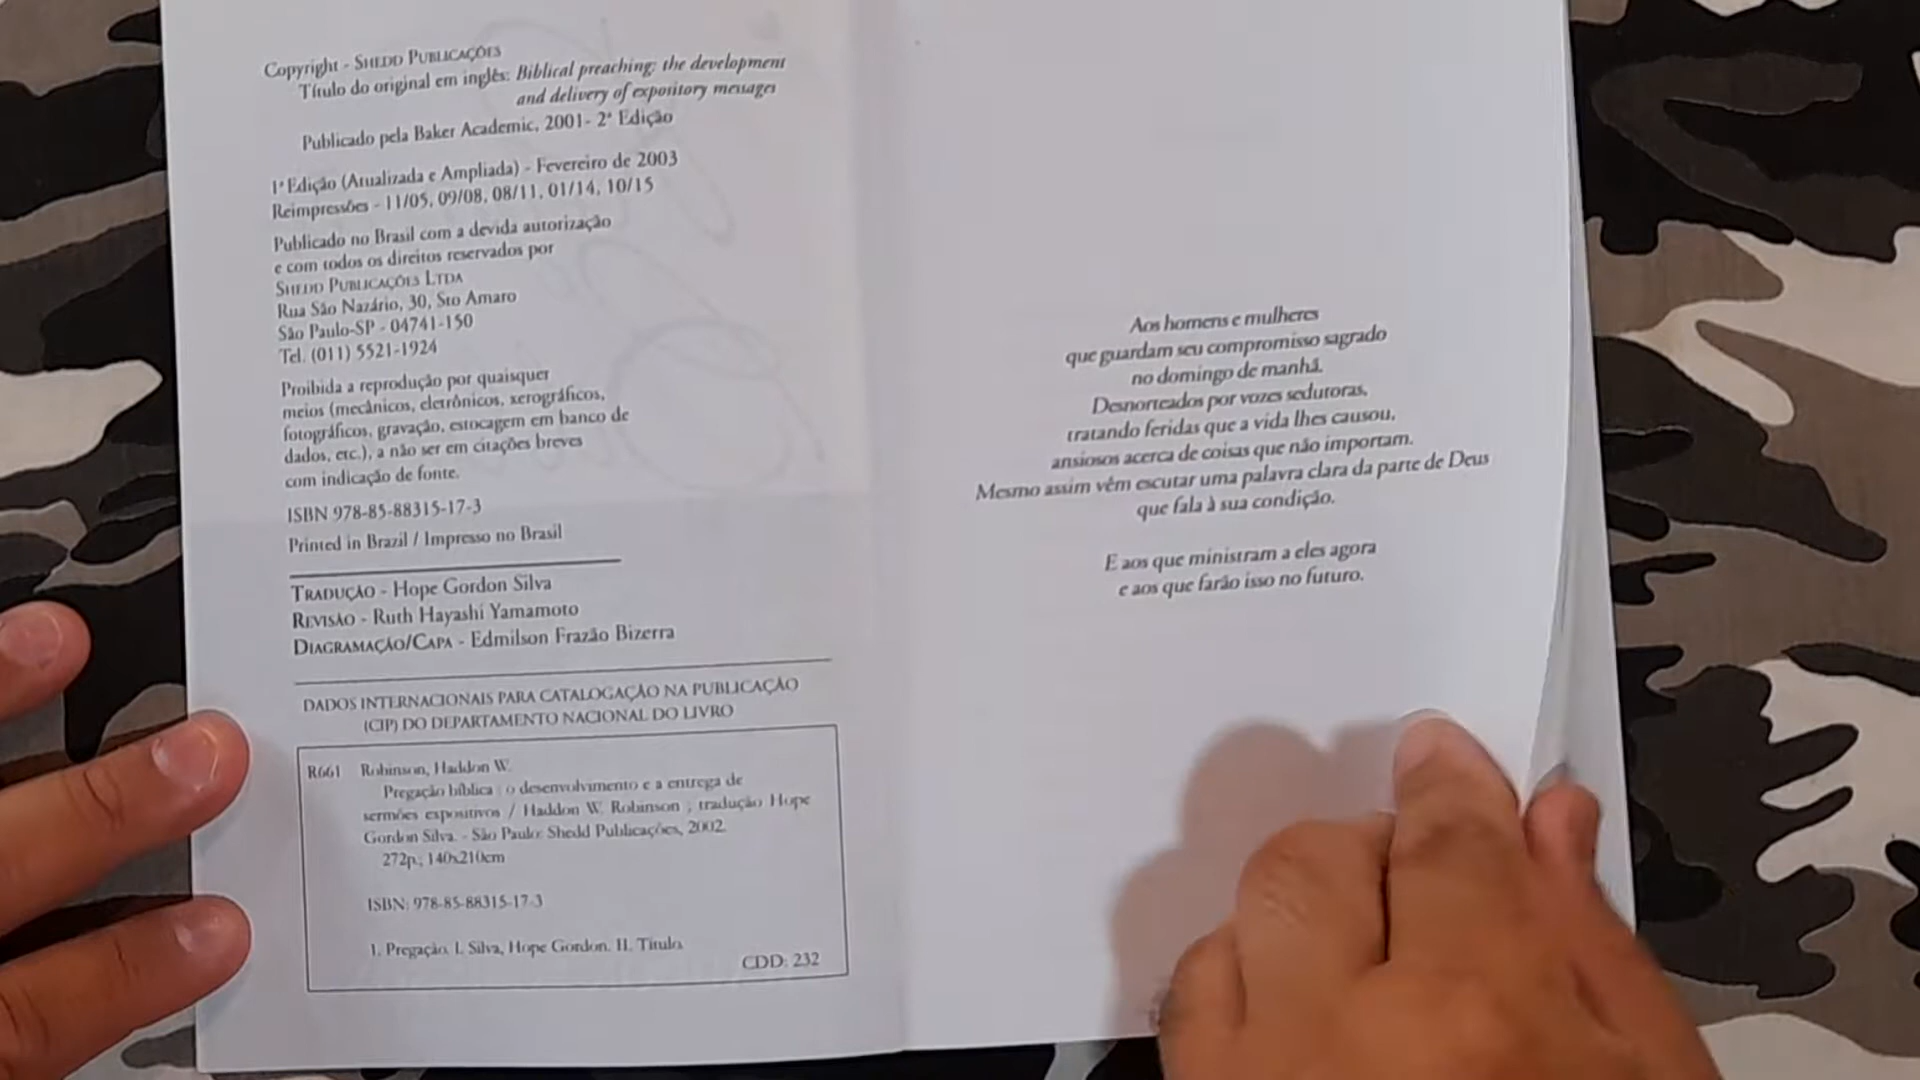 Copyright - SHEDD PUBLICAÇÕES
Título do original em inglês: Biblical preaching: the development
and delivery of expository messages
Publicado pela Baker Academic, 2001- 2ª Edição
1ª Edição (Atualizada e Ampliada) - Fevereiro de 2003
Reimpressões - 11/05, 09/08, 08/11, 01/14, 10/15
Publicado no Brasil com a devida autorização
e com todos os direitos reservados por
SHEDD PUBLICAÇÕES LTDA
Rua São Nazário, 30, Sto Amaro
São Paulo-SP - 04741-150
Tel. (011) 5521-1924
Proibida a reprodução por quaisquer
meios (mecânicos, eletrônicos, xerográficos,
fotográficos, gravação, estocagem em banco de
dados, etc.), a não ser em citações breves
com indicação de fonte.
ISBN 978-85-88315-17-3
Printed in Brazil / Impresso no Brasil
TRADUÇÃO - Hope Gordon Silva
REVISÃO - Ruth Hayashi Yamamoto
DIAGRAMAÇÃO/CAPA - Edmilson Frazão Bizerra
DADOS INTERNACIONAIS PARA CATALOGAÇÃO NA PUBLICAÇÃO
(CIP) DO DEPARTAMENTO NACIONAL DO LIVRO
R661 Robinson, Haddon W.
Pregação bíblica : o desenvolvimento e a entrega de
sermões expositivos / Haddon W. Robinson ; tradução Hope
Gordon Silva. - São Paulo: Shedd Publicações, 2002.
272p.; 140x210cm
ISBN: 978-85-88315-17-3
1. Pregação. I. Silva, Hope Gordon. II. Título.
CDD: 232
Aos homens e mulheres
que guardam seu compromisso sagrado
no domingo de manhã.
Desnorteados por vozes sedutoras,
tratando feridas que a vida lhes causou,
ansiosos acerca de coisas que não importam.
Mesmo assim vêm escutar uma palavra clara da parte de Deus
que fala à sua condição.
E aos que ministram a eles agora
e aos que farão isso no futuro.